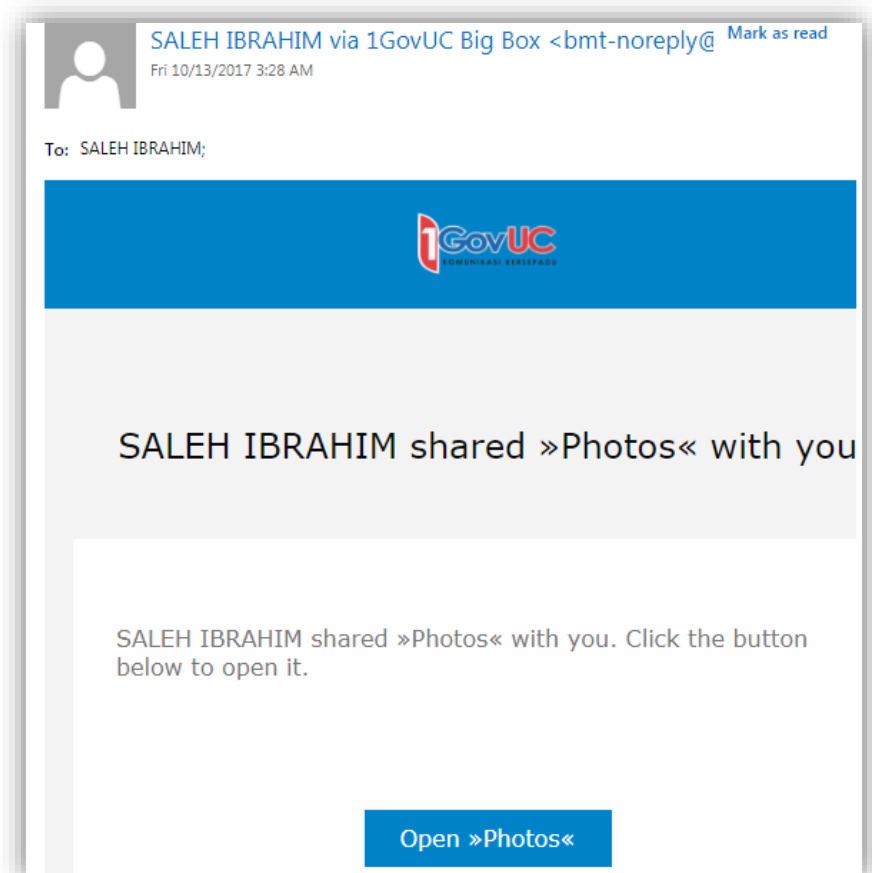 SALEH IBRAHIM via 1GovUC Big Box <bmt-noreply@
Mark as read
Fri 10/13/2017 3:28 AM
To: SALEH IBRAHIM;
1GovUC
KOMUNIKASI BERSEPADU
SALEH IBRAHIM shared »Photos« with you
SALEH IBRAHIM shared »Photos« with you. Click the button
below to open it.
Open »Photos«